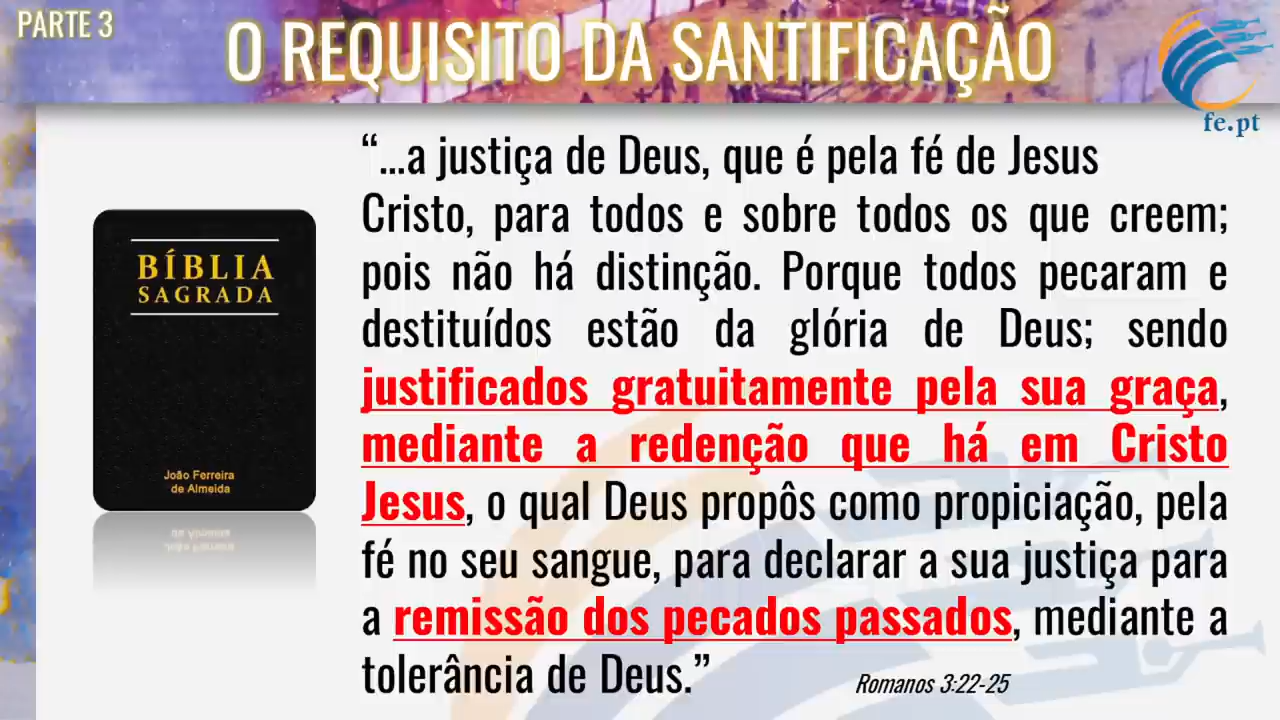 PARTE 3
O REQUISITO DA SANTIFICAÇÃO
fe.pt
BÍBLIA
SAGRADA
João Ferreira
de Almeida
“...a justiça de Deus, que é pela fé de Jesus
Cristo, para todos e sobre todos os que creem;
pois não há distinção. Porque todos pecaram e
destituídos estão da glória de Deus; sendo
justificados gratuitamente pela sua graça,
mediante a redenção que há em Cristo
Jesus, o qual Deus propôs como propiciação, pela
fé no seu sangue, para declarar a sua justiça para
a remissão dos pecados passados, mediante a
tolerância de Deus.”
Romanos 3:22-25